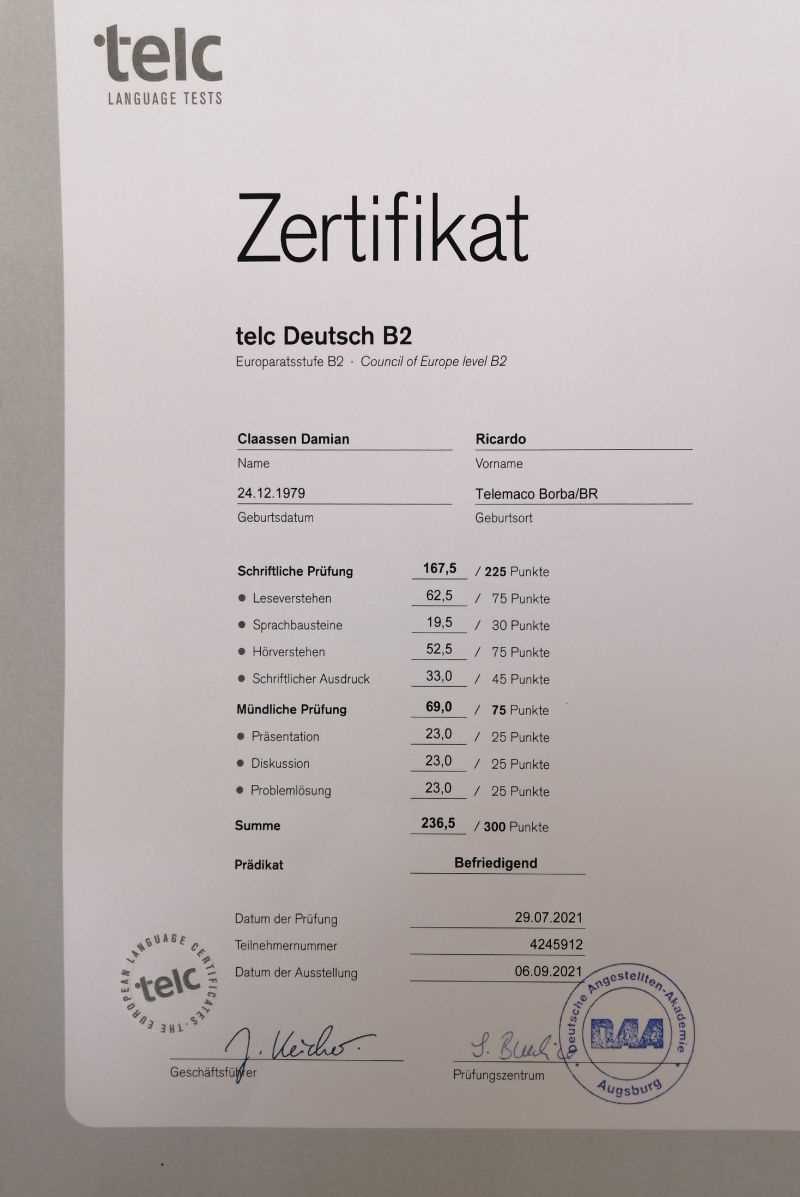 telc
LANGUAGE TESTS
Zertifikat
telc Deutsch B2
Europaratsstufe B2 · Council of Europe level B2
Claassen Damian Ricardo
Name Vorname
24.12.1979 Telemaco Borba/BR
Geburtsdatum Geburtsort
Schriftliche Prüfung 167,5 / 225 Punkte
● Leseverstehen 62,5 / 75 Punkte
● Sprachbausteine 19,5 / 30 Punkte
● Hörverstehen 52,5 / 75 Punkte
● Schriftlicher Ausdruck 33,0 / 45 Punkte
Mündliche Prüfung 69,0 / 75 Punkte
● Präsentation 23,0 / 25 Punkte
● Diskussion 23,0 / 25 Punkte
● Problemlösung 23,0 / 25 Punkte
Summe 236,5 / 300 Punkte
Prädikat Befriedigend
Datum der Prüfung 29.07.2021
Teilnehmernummer 4245912
Datum der Ausstellung 06.09.2021
telc
THE EUROPEAN LANGUAGE CERTIFICATES
Deutsche Angestellten-Akademie
DAA
Augsburg
Geschäftsführer Prüfungszentrum